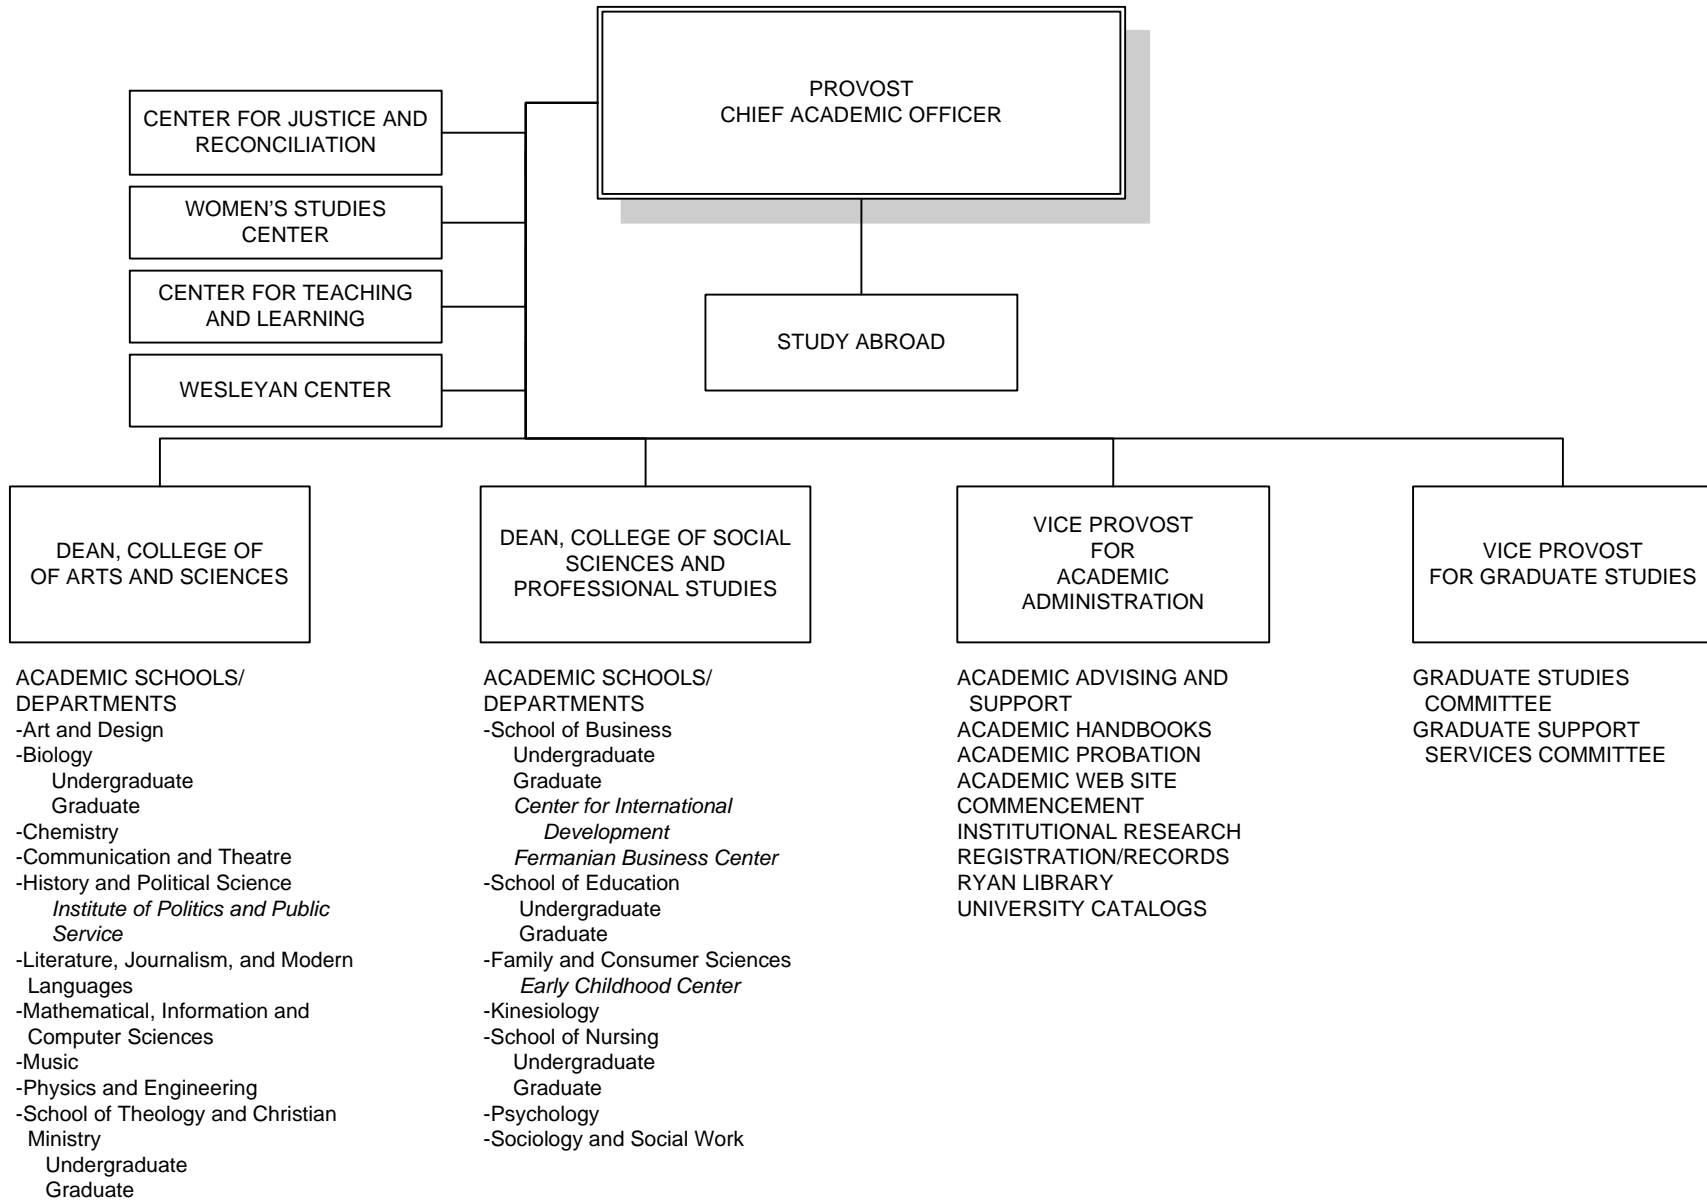 PROVOST
CHIEF ACADEMIC OFFICER
CENTER FOR JUSTICE AND
RECONCILIATION
WOMEN'S STUDIES
CENTER
CENTER FOR TEACHING
AND LEARNING
WESLEYAN CENTER
STUDY ABROAD
DEAN, COLLEGE OF
OF ARTS AND SCIENCES
ACADEMIC SCHOOLS/
DEPARTMENTS
-Art and Design
-Biology
Undergraduate
Graduate
-Chemistry
-Communication and Theatre
-History and Political Science
Institute of Politics and Public
Service
-Literature, Journalism, and Modern
Languages
-Mathematical, Information and
Computer Sciences
-Music
-Physics and Engineering
-School of Theology and Christian
Ministry
Undergraduate
Graduate
DEAN, COLLEGE OF SOCIAL
SCIENCES AND
PROFESSIONAL STUDIES
ACADEMIC SCHOOLS/
DEPARTMENTS
-School of Business
Undergraduate
Graduate
Center for International
Development
Fermanian Business Center
-School of Education
Undergraduate
Graduate
-Family and Consumer Sciences
Early Childhood Center
-Kinesiology
-School of Nursing
Undergraduate
Graduate
-Psychology
-Sociology and Social Work
VICE PROVOST
FOR
ACADEMIC
ADMINISTRATION
ACADEMIC ADVISING AND
SUPPORT
ACADEMIC HANDBOOKS
ACADEMIC PROBATION
ACADEMIC WEB SITE
COMMENCEMENT
INSTITUTIONAL RESEARCH
REGISTRATION/RECORDS
RYAN LIBRARY
UNIVERSITY CATALOGS
VICE PROVOST
FOR GRADUATE STUDIES
GRADUATE STUDIES
COMMITTEE
GRADUATE SUPPORT
SERVICES COMMITTEE